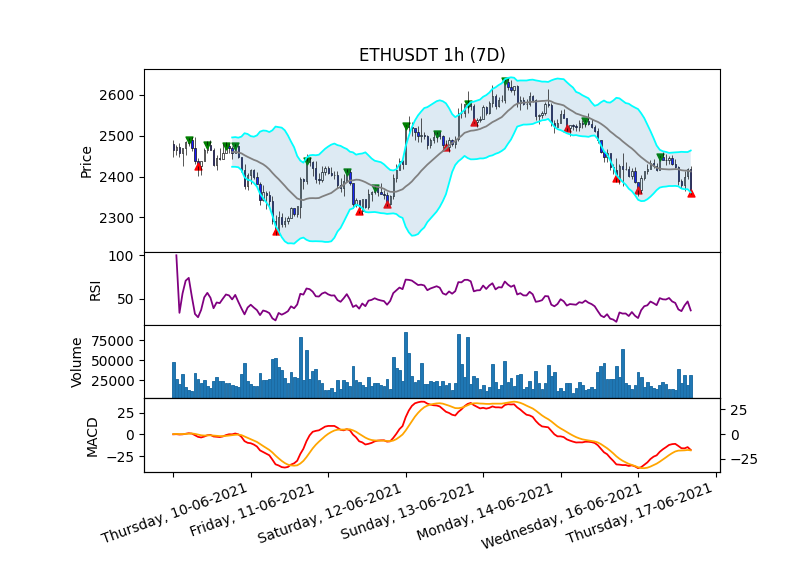 ETHUSDT 1h (7D)
2600
2500
2400
2300
Price
100
50
RSI
75000
50000
25000
Volume
25
0
−25
MACD
25
0
−25
Thursday, 10-06-2021
Friday, 11-06-2021
Saturday, 12-06-2021
Sunday, 13-06-2021
Monday, 14-06-2021
Wednesday, 16-06-2021
Thursday, 17-06-2021